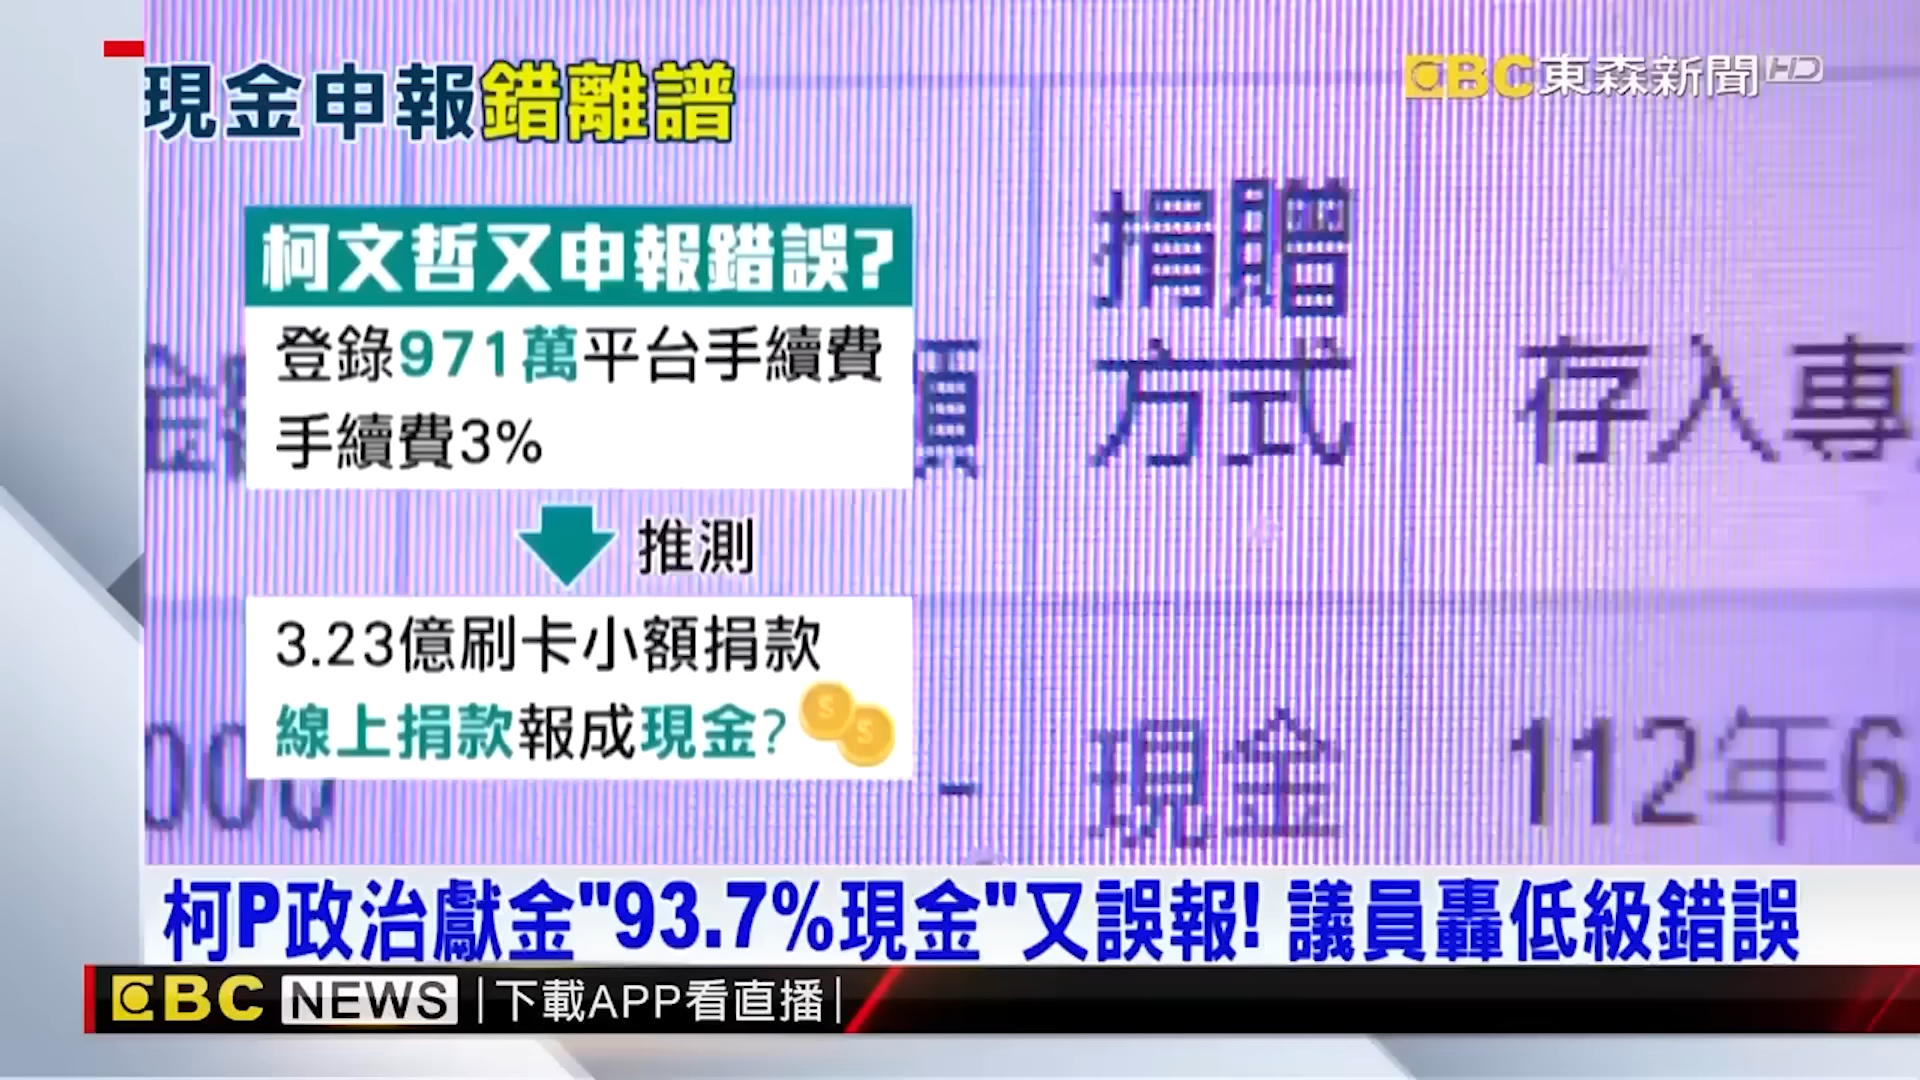 現金申報錯離譜
EBC東森新聞HD
柯文哲又申報錯誤?
登錄971萬平台手續費
手續費3%
推測
3.23億刷卡小額捐款
線上捐款報成現金?
捐贈
方式
存入專
000
-
現金
112年6
柯P政治獻金"93.7%現金"又誤報! 議員轟低級錯誤
EBC NEWS 下載APP看直播